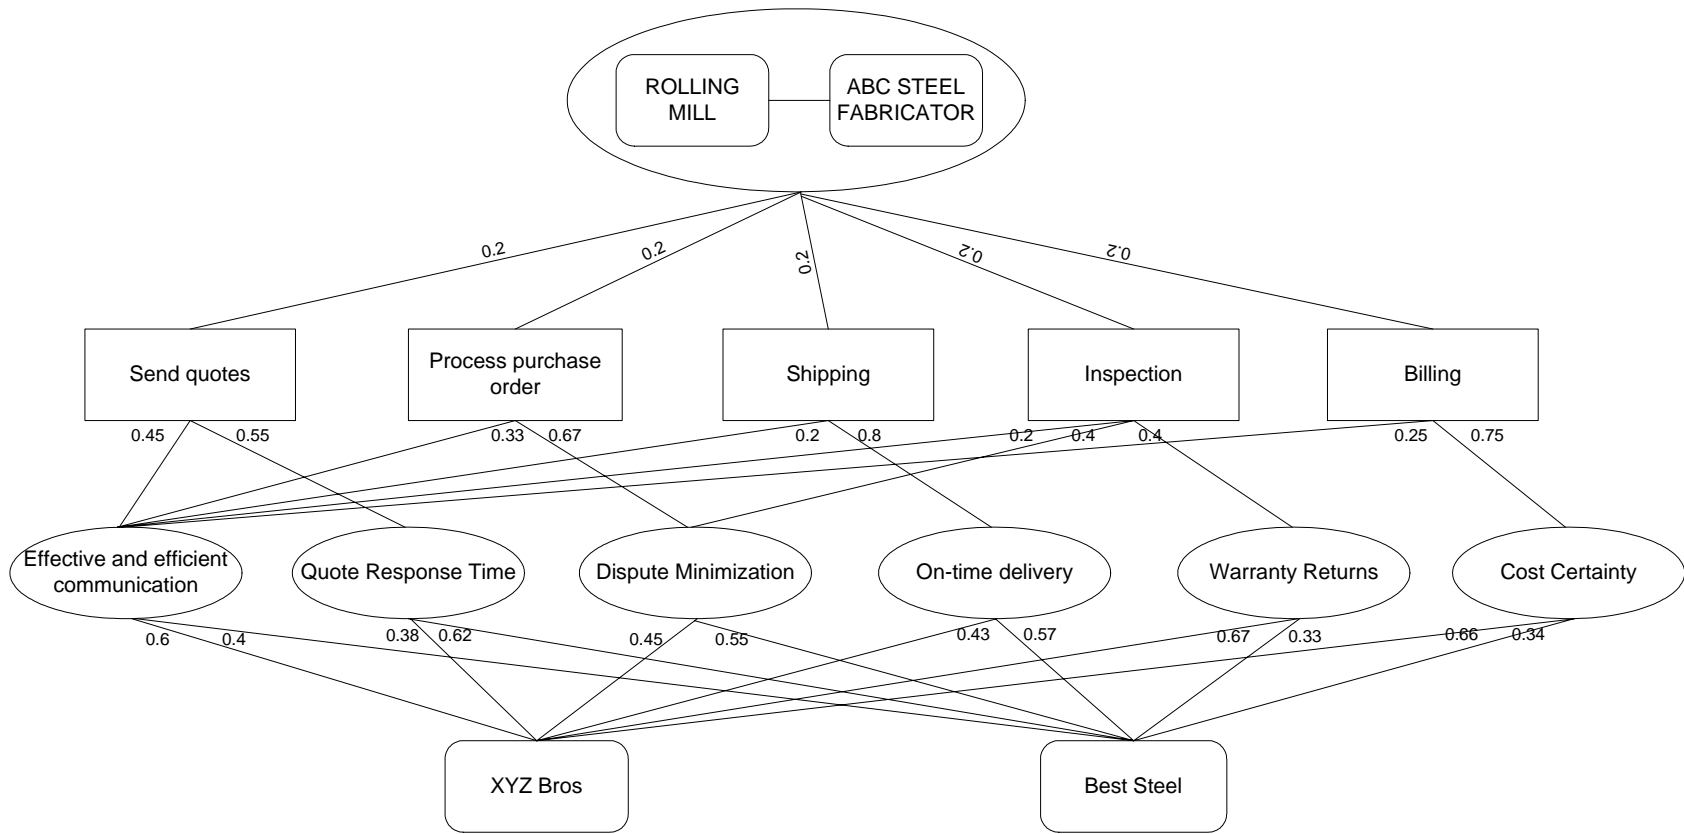 ROLLING
MILL
ABC STEEL
FABRICATOR
0.2
0.2
0.2
0.2
0.2
Send quotes
Process purchase
order
Shipping
Inspection
Billing
0.45
0.55
0.33
0.67
0.2
0.8
0.2
0.4
0.4
0.25
0.75
Effective and efficient
communication
Quote Response Time
Dispute Minimization
On-time delivery
Warranty Returns
Cost Certainty
0.6
0.4
0.38
0.62
0.45
0.55
0.43
0.57
0.67
0.33
0.66
0.34
XYZ Bros
Best Steel